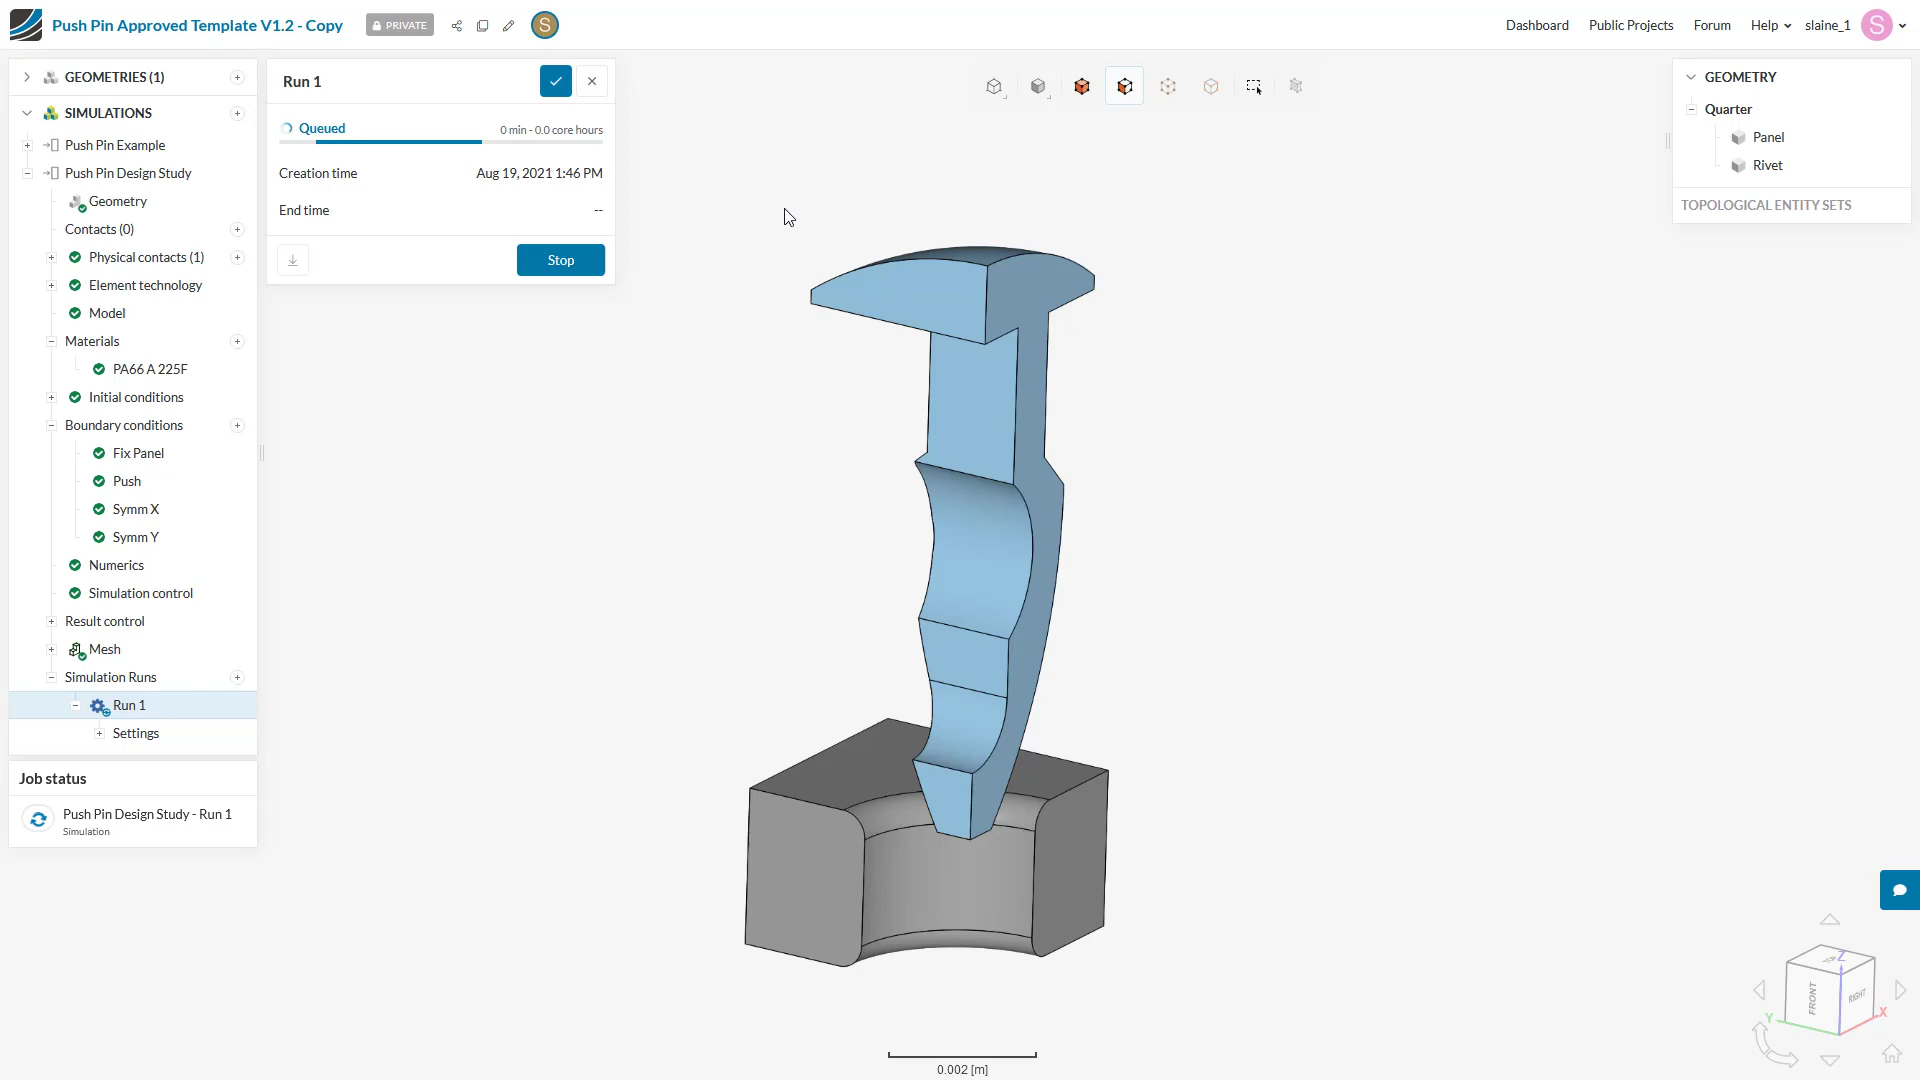 Push Pin Approved Template V1.2 - Copy
PRIVATE
S
Dashboard
Public Projects
Forum
Help
slaine_1
S
GEOMETRIES (1)
SIMULATIONS
Push Pin Example
Push Pin Design Study
Geometry
Contacts (0)
Physical contacts (1)
Element technology
Model
Materials
PA66 A 225F
Initial conditions
Boundary conditions
Fix Panel
Push
Symm X
Symm Y
Numerics
Simulation control
Result control
Mesh
Simulation Runs
Run 1
Settings
Job status
Push Pin Design Study - Run 1
Simulation
Run 1
Queued
0 min - 0.0 core hours
Creation time
Aug 19, 2021 1:46 PM
End time
--
Stop
GEOMETRY
Quarter
Panel
Rivet
TOPOLOGICAL ENTITY SETS
0.002 [m]
Z
FRONT
RIGHT
Y
X